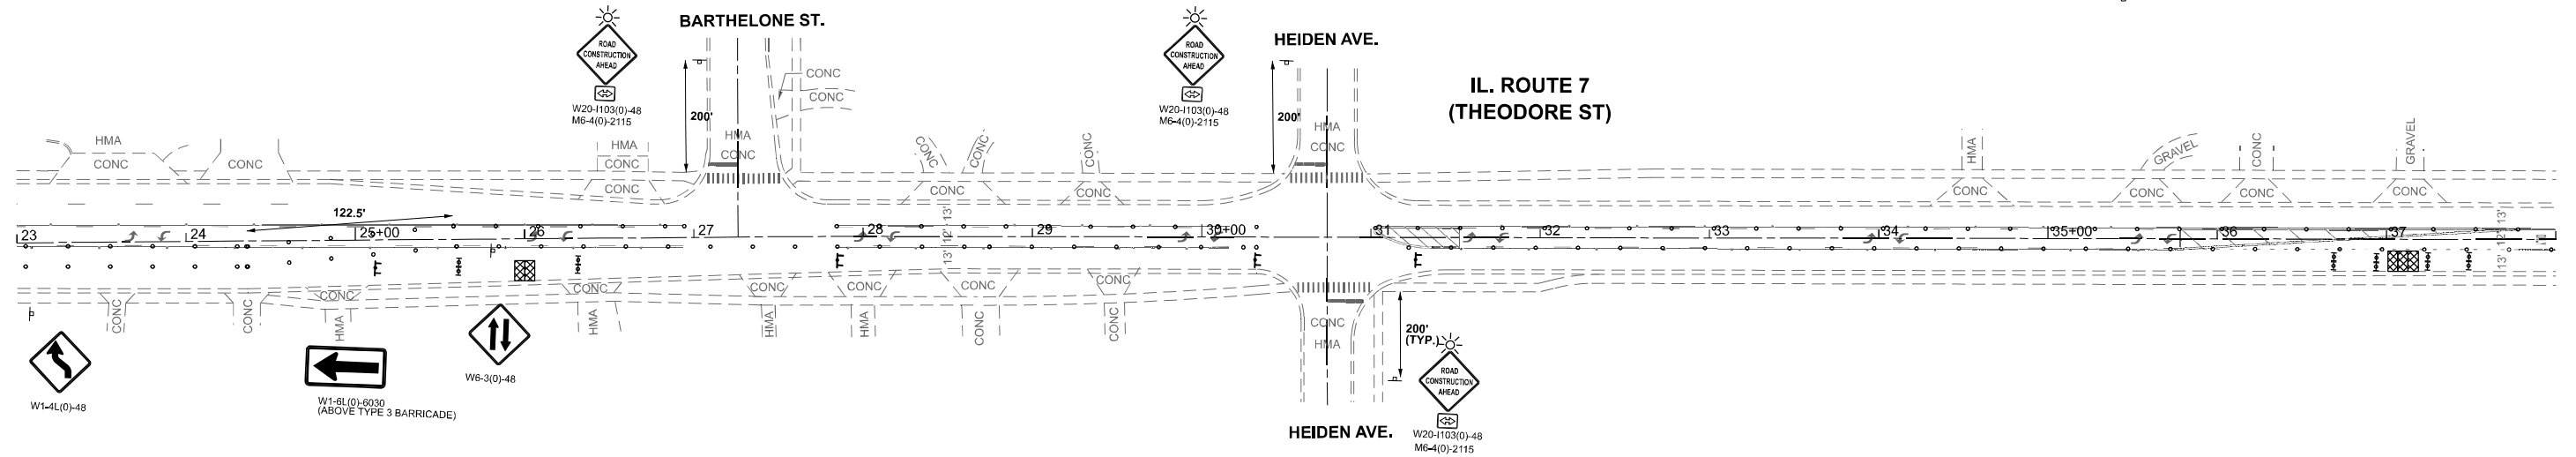 BARTHELONE ST.
ROAD
CONSTRUCTION
AHEAD
W20-I103(0)-48
M6-4(0)-2115
200'
CONC
CONC
HMA
CONC
ROAD
CONSTRUCTION
AHEAD
W20-I103(0)-48
M6-4(0)-2115
HEIDEN AVE.
200'
HMA
CONC
IL. ROUTE 7
(THEODORE ST)
HMA
CONC
CONC
HMA
CONC
CONC
CONC
CONC
CONC
CONC
CONC
HMA
CONC
GRAVEL
CONC
CONC
CONC
GRAVEL
CONC
122.5'
23
24
25+00
26
27
28
13' 12' 13'
29
30+00
31
32
33
34
35+00
36
37
13' 12' 13'
CONC
CONC
CONC
HMA
CONC
HMA
CONC
HMA
CONC
HMA
CONC
CONC
CONC
CONC
CONC
HMA
200'
(TYP.)
W1-4L(0)-48
W1-6L(0)-6030
(ABOVE TYPE 3 BARRICADE)
W6-3(0)-48
HEIDEN AVE.
ROAD
CONSTRUCTION
AHEAD
W20-I103(0)-48
M6-4(0)-2115